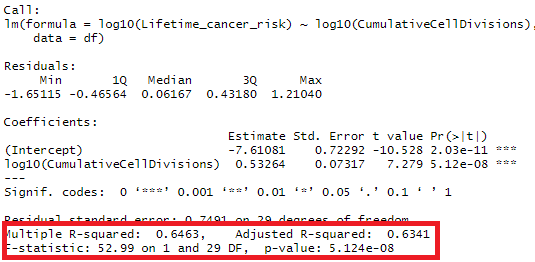 Call:
lm(formula = log10(Lifetime_cancer_risk) ~ log10(CumulativeCellDivisions),
    data = df)
Residuals:
     Min       1Q   Median       3Q      Max
-1.65115 -0.46564  0.06167  0.43180  1.21040
Coefficients:
                               Estimate Std. Error t value Pr(>|t|)
(Intercept)                    -7.61081    0.72292 -10.528 2.03e-11 ***
log10(CumulativeCellDivisions)  0.53264    0.07317   7.279 5.12e-08 ***
---
Signif. codes:  0 ‘***’ 0.001 ‘**’ 0.01 ‘*’ 0.05 ‘.’ 0.1 ‘ ’ 1
Residual standard error: 0.7491 on 29 degrees of freedom
Multiple R-squared:  0.6463,    Adjusted R-squared:  0.6341
F-statistic: 52.99 on 1 and 29 DF,  p-value: 5.124e-08